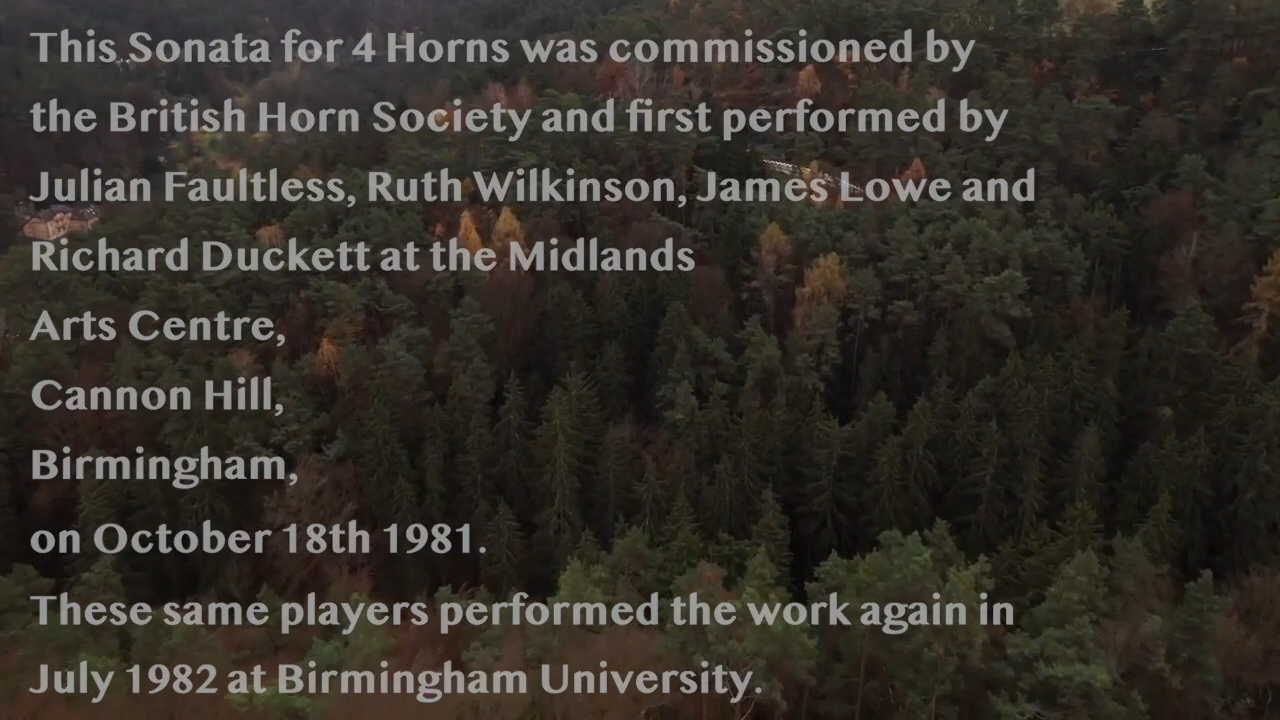 This Sonata for 4 Horns was commissioned by
the British Horn Society and first performed by
Julian Faultless, Ruth Wilkinson, James Lowe and
Richard Duckett at the Midlands
Arts Centre,
Cannon Hill,
Birmingham,
on October 18th 1981.
These same players performed the work again in
July 1982 at Birmingham University.